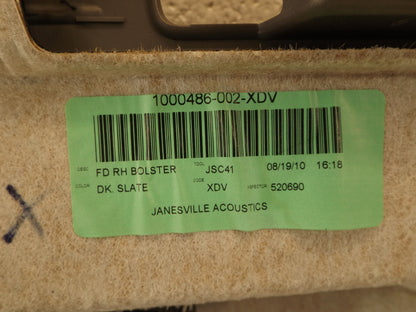 1000486-002-XDV
DESC FD RH BOLSTER TOOL JSC41 08/19/10 16:18
COLOR DK. SLATE CODE XDV INSPECTOR 520690
JANESVILLE ACOUSTICS
X